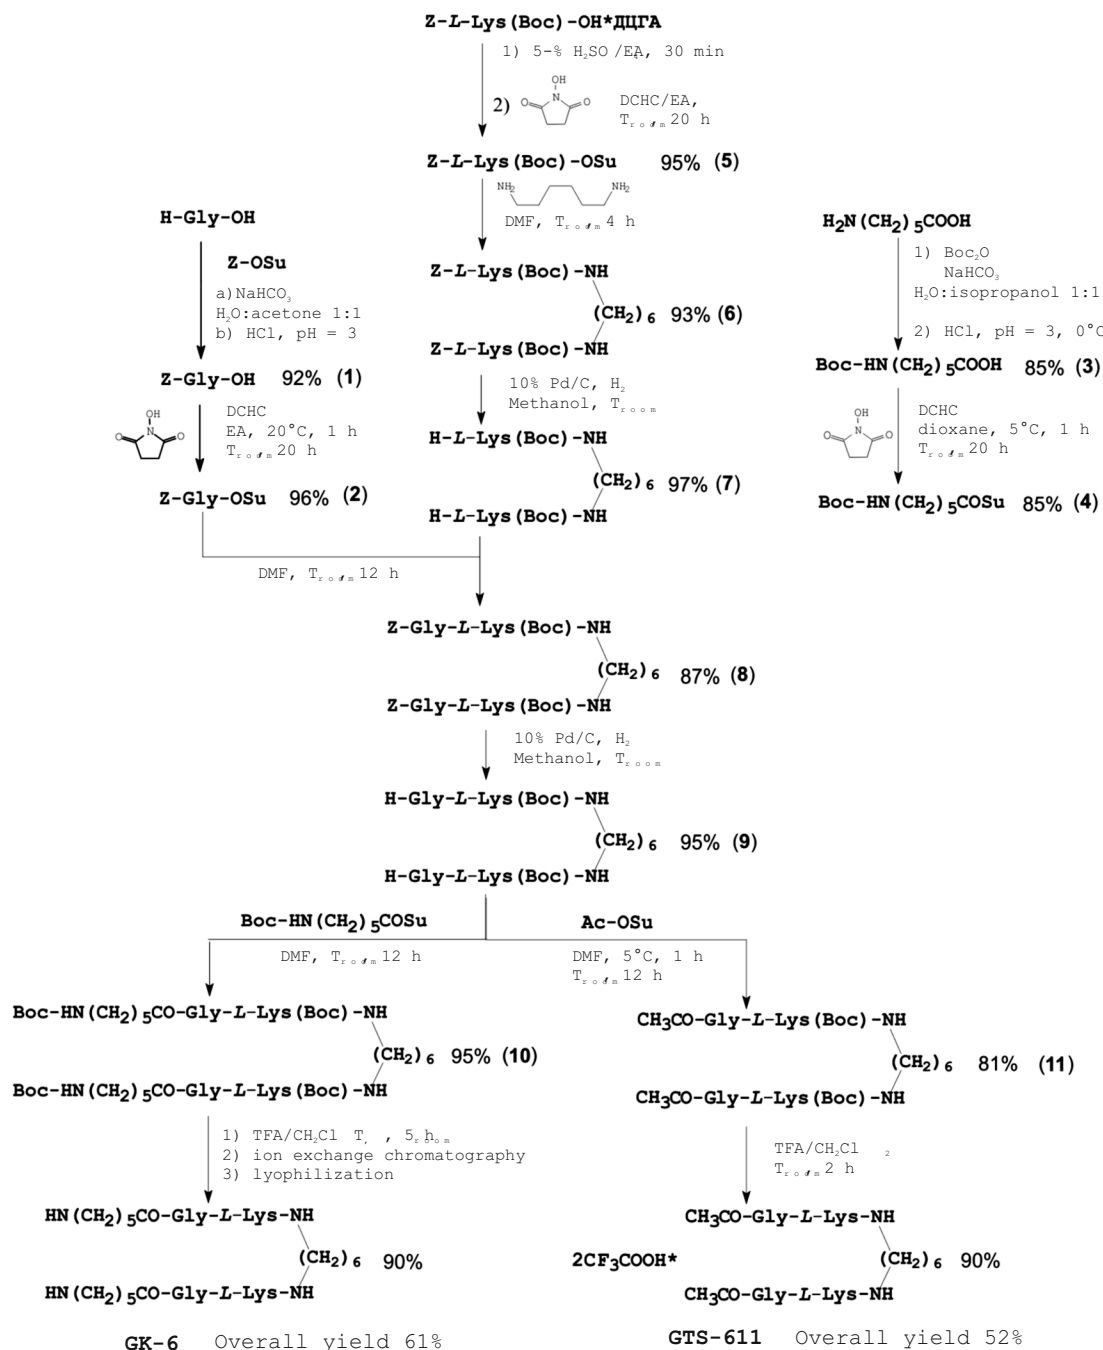 Z-L-Lys(Boc)-OH*ДЦГА
1) 5-% H₂SO₄/EA, 30 min
2)
OH
N
O O
DCHC/EA,
Troom 20 h
Z-L-Lys(Boc)-OSu 95% (5)
NH₂ NH₂
DMF, Troom 4 h
Z-L-Lys(Boc)-NH
(CH₂)₆ 93% (6)
Z-L-Lys(Boc)-NH
10% Pd/C, H₂
Methanol, Troom
H-L-Lys(Boc)-NH
(CH₂)₆ 97% (7)
H-L-Lys(Boc)-NH
H-Gly-OH
Z-OSu
a)NaHCO₃
H₂O:acetone 1:1
b) HCl, pH = 3
Z-Gly-OH 92% (1)
OH
N
O O
DCHC
EA, 20°C, 1 h
Troom 20 h
Z-Gly-OSu 96% (2)
H₂N(CH₂)₅COOH
1) Boc₂O
NaHCO₃
H₂O:isopropanol 1:1
2) HCl, pH = 3, 0°C
Boc-HN(CH₂)₅COOH 85% (3)
OH
N
O O
DCHC
dioxane, 5°C, 1 h
Troom 20 h
Boc-HN(CH₂)₅COSu 85% (4)
DMF, Troom 12 h
Z-Gly-L-Lys(Boc)-NH
(CH₂)₆ 87% (8)
Z-Gly-L-Lys(Boc)-NH
10% Pd/C, H₂
Methanol, Troom
H-Gly-L-Lys(Boc)-NH
(CH₂)₆ 95% (9)
H-Gly-L-Lys(Boc)-NH
Boc-HN(CH₂)₅COSu
DMF, Troom 12 h
Ac-OSu
DMF, 5°C, 1 h
Troom 12 h
Boc-HN(CH₂)₅CO-Gly-L-Lys(Boc)-NH
(CH₂)₆ 95% (10)
Boc-HN(CH₂)₅CO-Gly-L-Lys(Boc)-NH
CH₃CO-Gly-L-Lys(Boc)-NH
(CH₂)₆ 81% (11)
CH₃CO-Gly-L-Lys(Boc)-NH
1) TFA/CH₂Cl Troom, 5 h
2) ion exchange chromatography
3) lyophilization
TFA/CH₂Cl₂
Troom 2 h
HN(CH₂)₅CO-Gly-L-Lys-NH
(CH₂)₆ 90%
HN(CH₂)₅CO-Gly-L-Lys-NH
GK-6 Overall yield 61%
CH₃CO-Gly-L-Lys-NH
2CF₃COOH* (CH₂)₆ 90%
CH₃CO-Gly-L-Lys-NH
GTS-611 Overall yield 52%